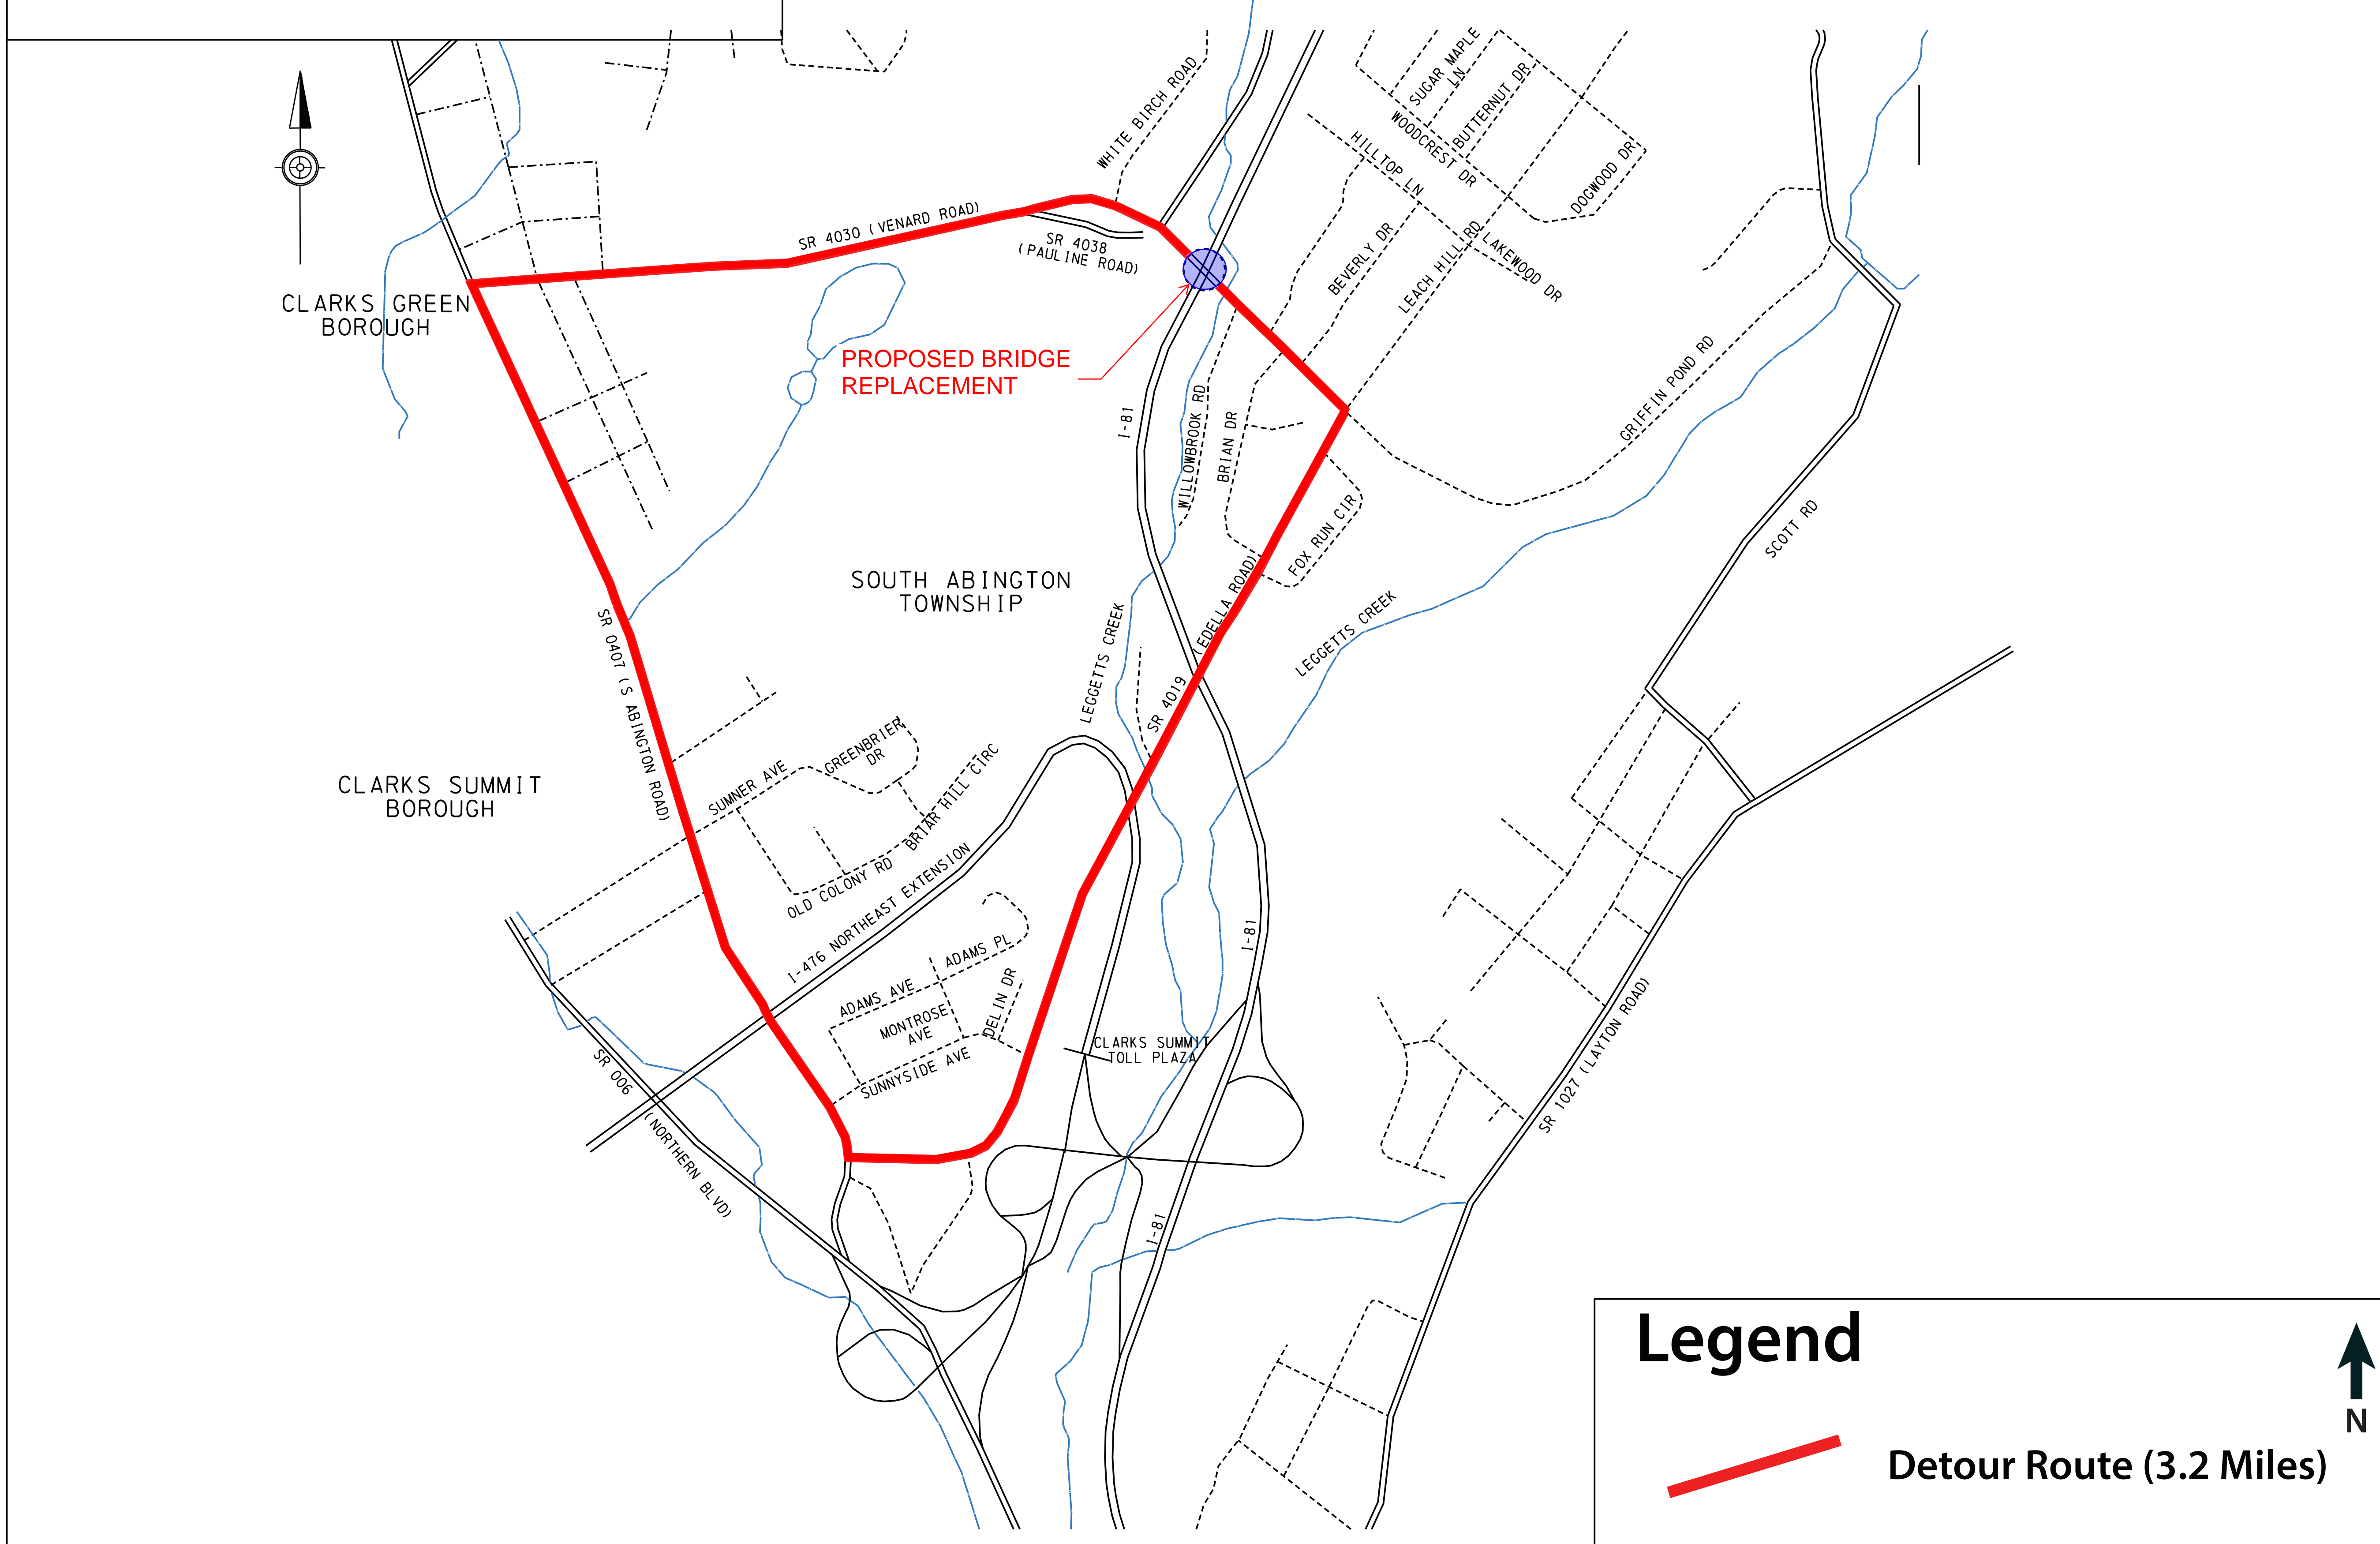 SUGAR MAPLE
LN
BUTTERNUT DR
WHITE BIRCH ROAD
WOODCREST DR
HILLTOP LN
DOGWOOD DR
SR 4030 (VENARD ROAD)
SR 4038
(PAULINE ROAD)
BEVERLY DR
LEACH HILL RD
LAKEWOOD DR
CLARKS GREEN
BOROUGH
PROPOSED BRIDGE
REPLACEMENT
I-81
WILLOWBROOK RD
BRIAN DR
GRIFFIN POND RD
FOX RUN CIR
SCOTT RD
SOUTH ABINGTON
TOWNSHIP
LEGGETTS CREEK
SR 4019 (EDELLA ROAD)
LEGGETTS CREEK
SR 0407 (S ABINGTON ROAD)
CLARKS SUMMIT
BOROUGH
SUMNER AVE
GREENBRIER
DR
BRIAR HILL CIRC
OLD COLONY RD
I-476 NORTHEAST EXTENSION
I-81
ADAMS AVE
ADAMS PL
MONTROSE
AVE
DELIN DR
SUNNYSIDE AVE
CLARKS SUMMIT
TOLL PLAZA
SR 006 (NORTHERN BLVD)
SR 1027 (LAYTON ROAD)
I-81
Legend
N
Detour Route (3.2 Miles)